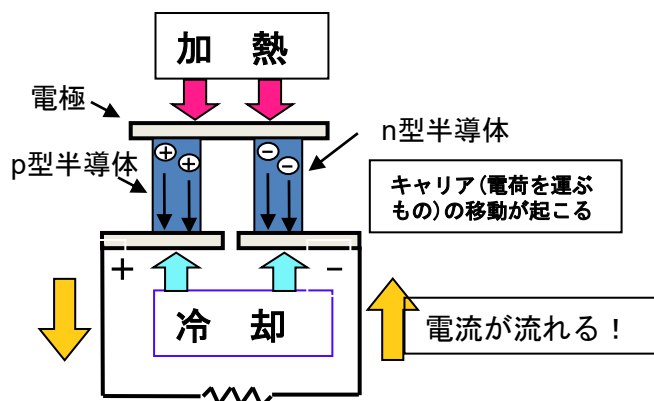 加 熱
電極
n型半導体
p型半導体
キャリア(電荷を運ぶ
もの)の移動が起こる
+ +
- -
+
-
冷 却
電流が流れる！